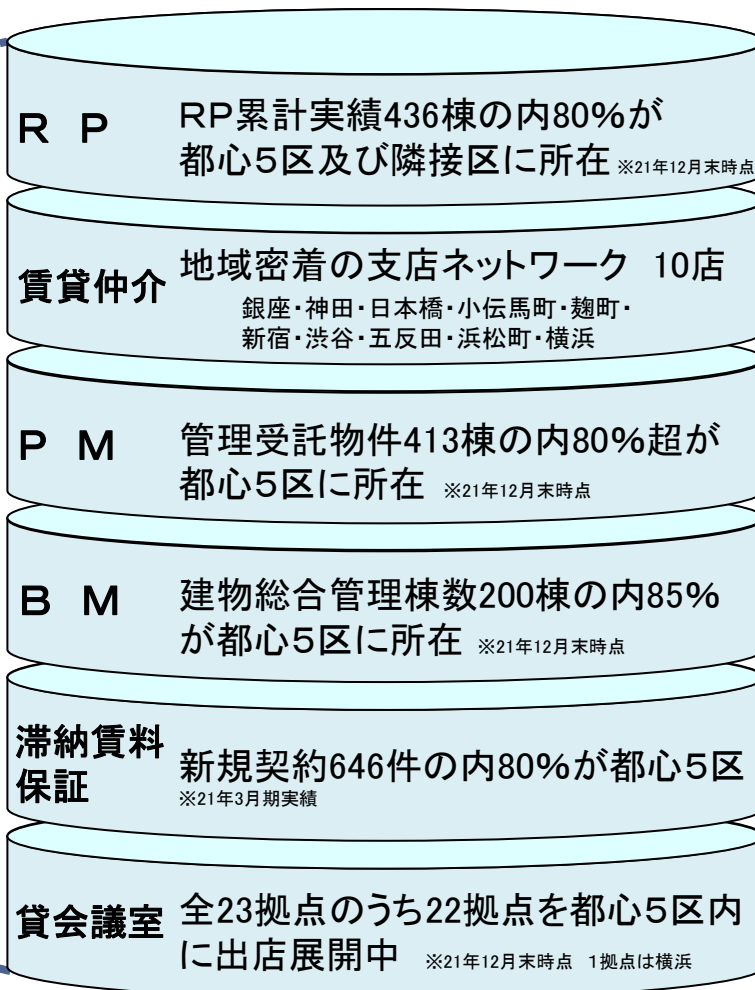 ＲＰ
ＲＰ累計実績436棟の内80％が
都心５区及び隣接区に所在 ※21年12月末時点
賃貸仲介
地域密着の支店ネットワーク　10店
銀座・神田・日本橋・小伝馬町・麹町・
新宿・渋谷・五反田・浜松町・横浜
ＰＭ
管理受託物件413棟の内80％超が
都心５区に所在 ※21年12月末時点
ＢＭ
建物総合管理棟数200棟の内85％
が都心５区に所在 ※21年12月末時点
滞納賃料
保証
新規契約646件の内80％が都心５区
※21年3月期実績
貸会議室
全23拠点のうち22拠点を都心５区内
に出店展開中 ※21年12月末時点　1拠点は横浜